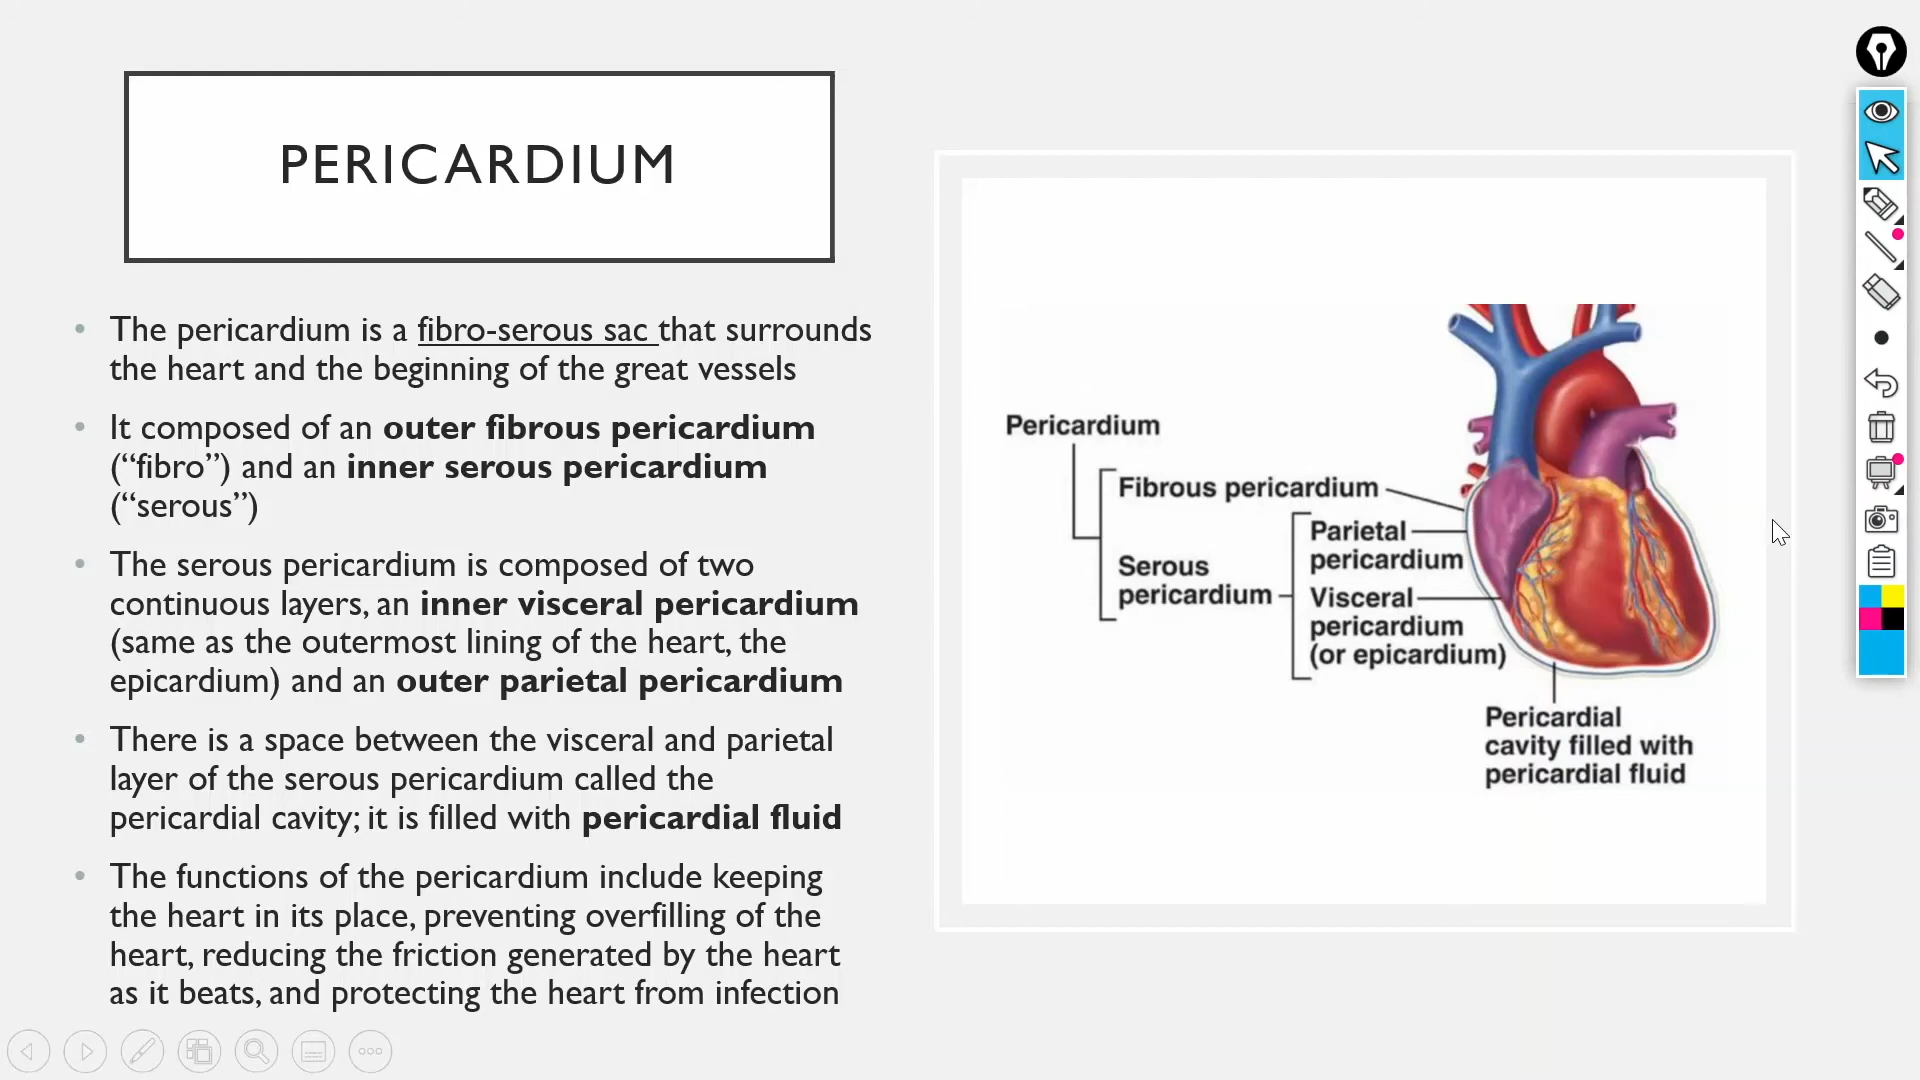 PERICARDIUM
• The pericardium is a fibro-serous sac that surrounds
the heart and the beginning of the great vessels
• It composed of an outer fibrous pericardium
(“fibro”) and an inner serous pericardium
(“serous”)
• The serous pericardium is composed of two
continuous layers, an inner visceral pericardium
(same as the outermost lining of the heart, the
epicardium) and an outer parietal pericardium
• There is a space between the visceral and parietal
layer of the serous pericardium called the
pericardial cavity; it is filled with pericardial fluid
• The functions of the pericardium include keeping
the heart in its place, preventing overfilling of the
heart, reducing the friction generated by the heart
as it beats, and protecting the heart from infection
Pericardium
Fibrous pericardium
Serous
pericardium
Parietal
pericardium
Visceral
pericardium
(or epicardium)
Pericardial
cavity filled with
pericardial fluid